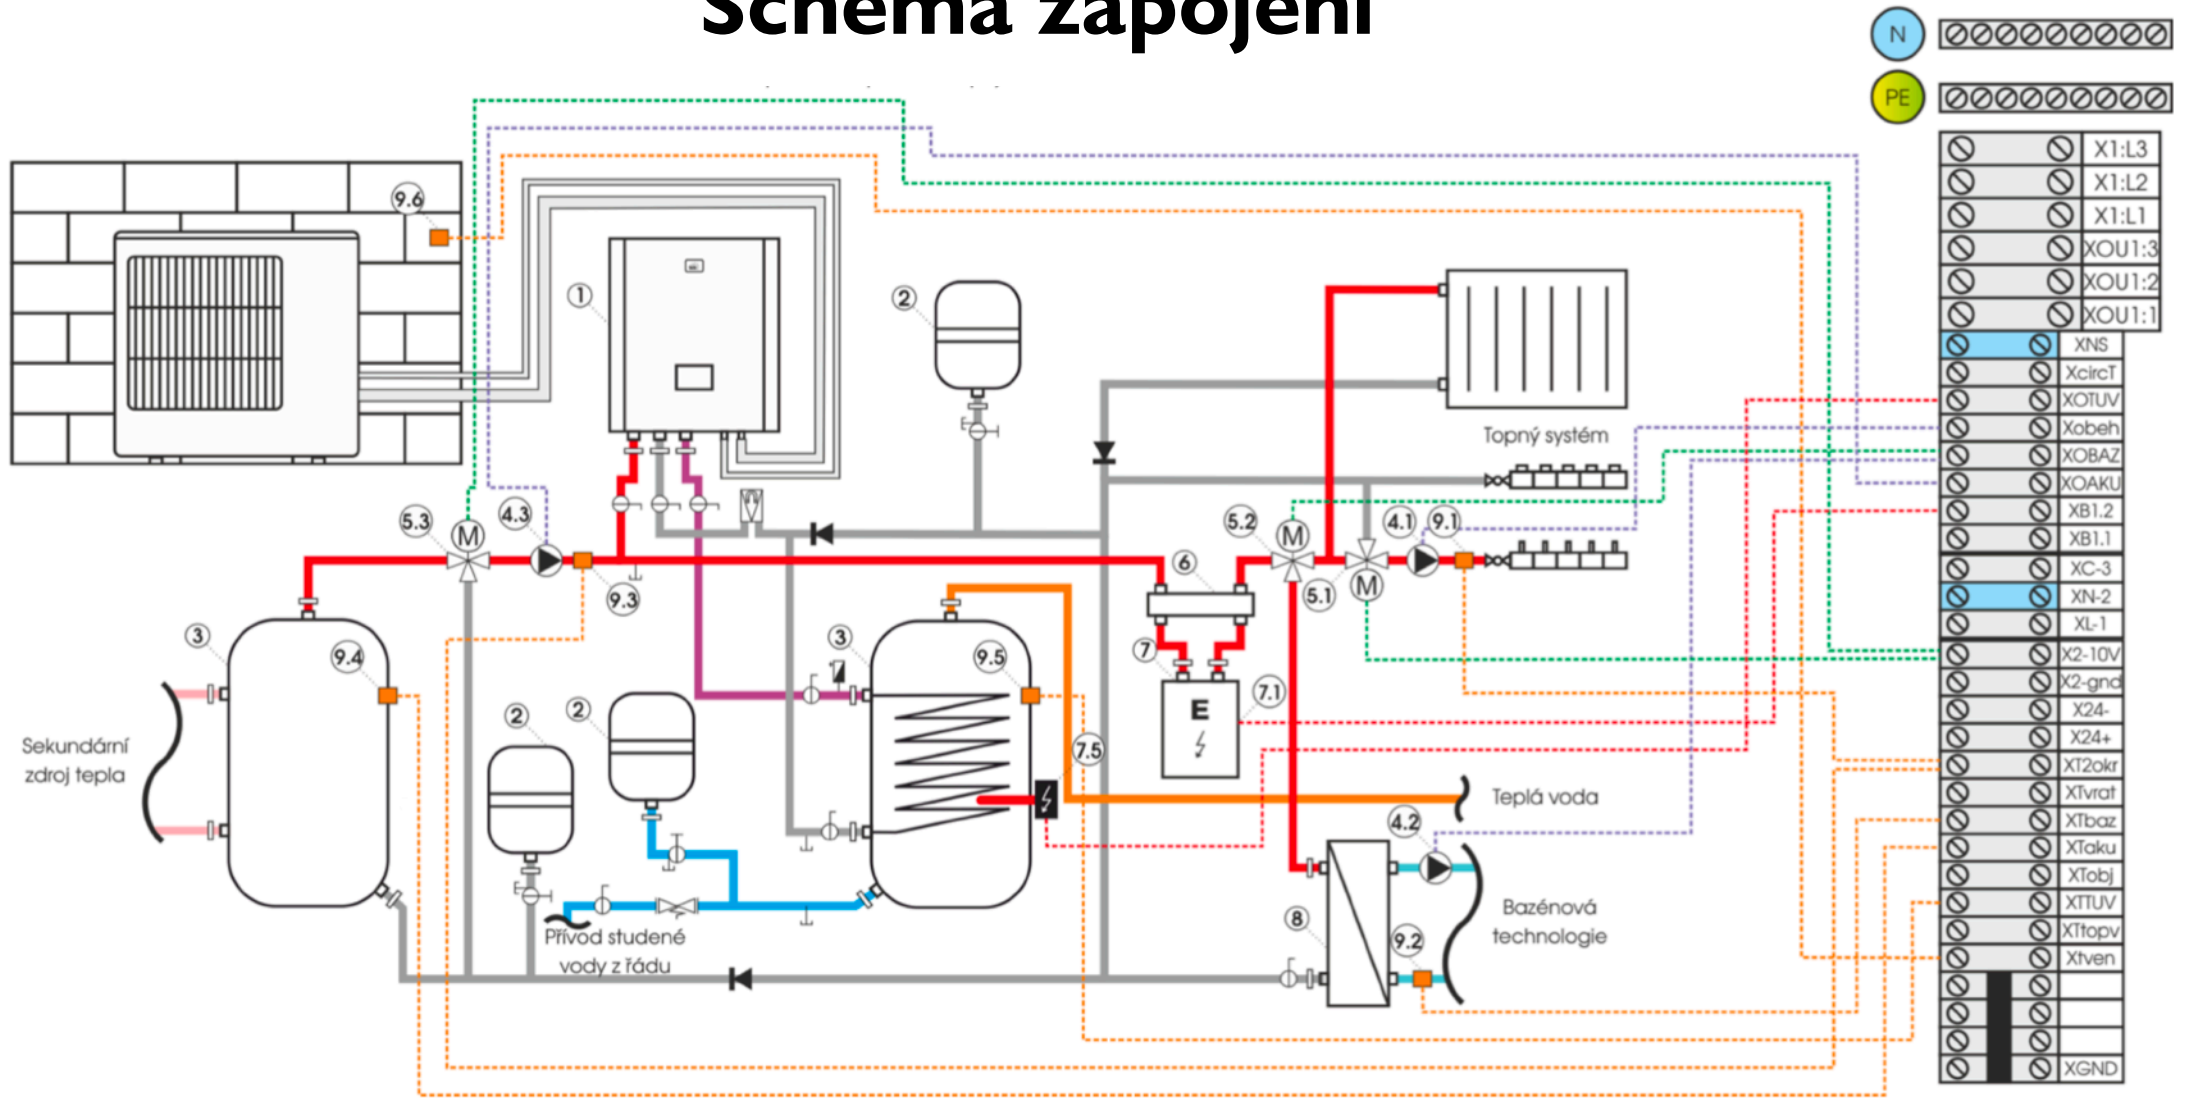 Schéma zapojení
N
PE
X1:L3
X1:L2
X1:L1
XOU1:3
XOU1:2
XOU1:1
XNS
XcircT
XOTUV
Xobeh
XOBAZ
XOAKU
XB1.2
XB1.1
XC-3
XN-2
XL-1
X2-10V
X2-gnd
X24-
X24+
XT2okr
XTvrat
XTbaz
XTaku
XTobj
XTTUV
XTtopv
Xtven
XGND
9.6
1
2
Topný systém
5.3
M
4.3
9.3
5.2
M
4.1
9.1
5.1
M
6
7
7.1
E
3
9.4
3
9.5
2
2
7.5
Sekundární
zdroj tepla
Teplá voda
4.2
8
9.2
Bazénová
technologie
Přívod studené
vody z řádu